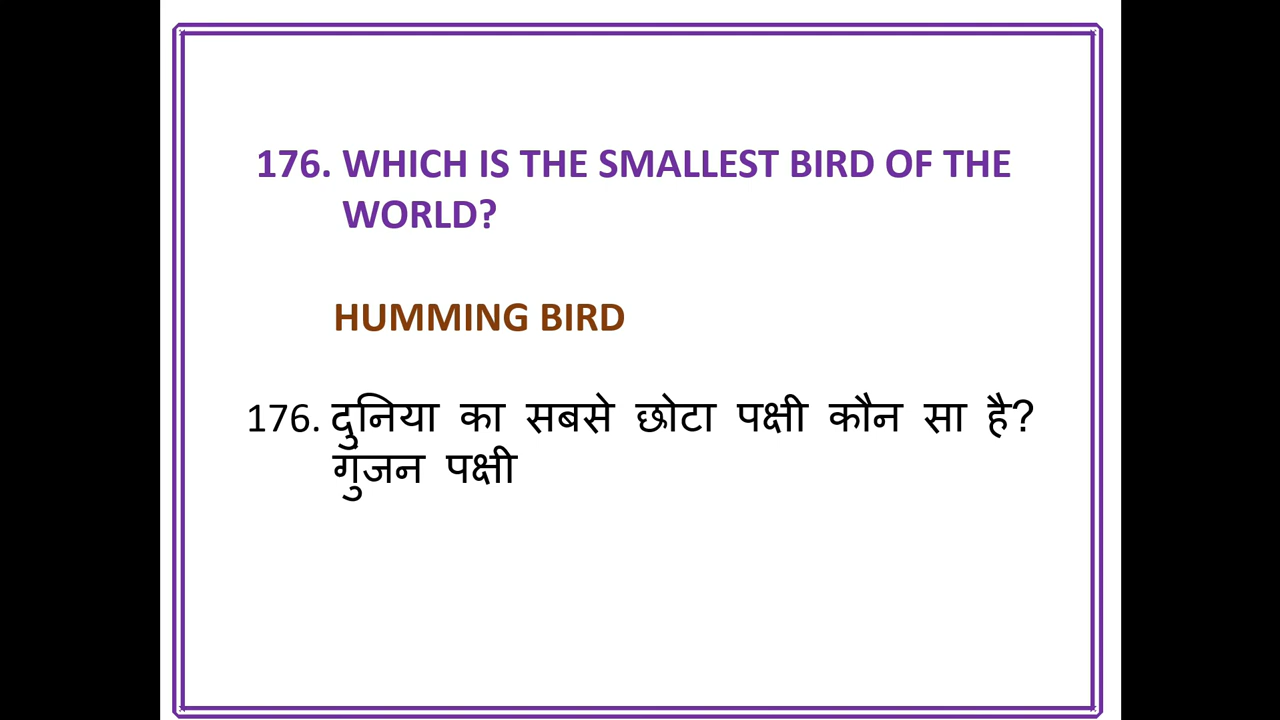 176. WHICH IS THE SMALLEST BIRD OF THE
WORLD?
HUMMING BIRD
176. दुनिया का सबसे छोटा पक्षी कौन सा है?
गुंजन पक्षी